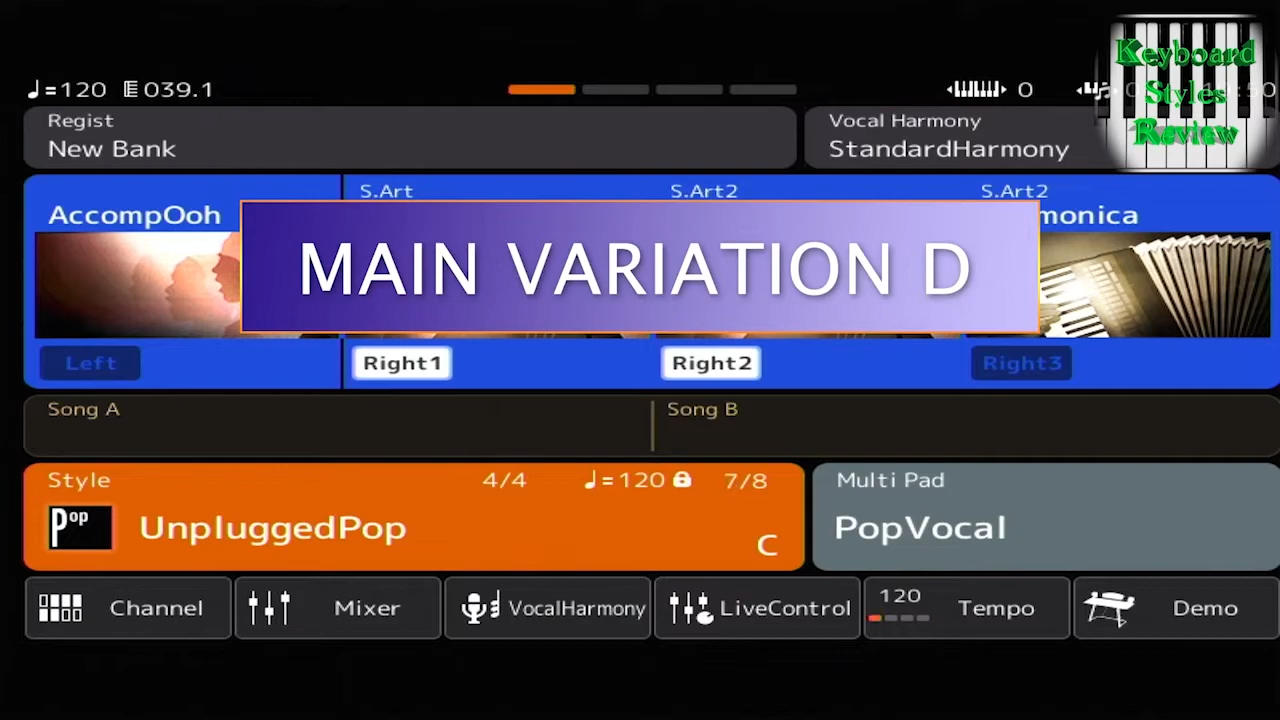 ♩=120 039.1
0
Keyboard
Styles
Review
Regist
New Bank
Vocal Harmony
StandardHarmony
AccompOoh
S.Art
S.Art2
S.Art2
monica
MAIN VARIATION D
Left
Right1
Right2
Right3
Song A
Song B
Style
4/4
♩=120
7/8
Pop
UnpluggedPop
C
Multi Pad
PopVocal
Channel
Mixer
VocalHarmony
LiveControl
120
Tempo
Demo